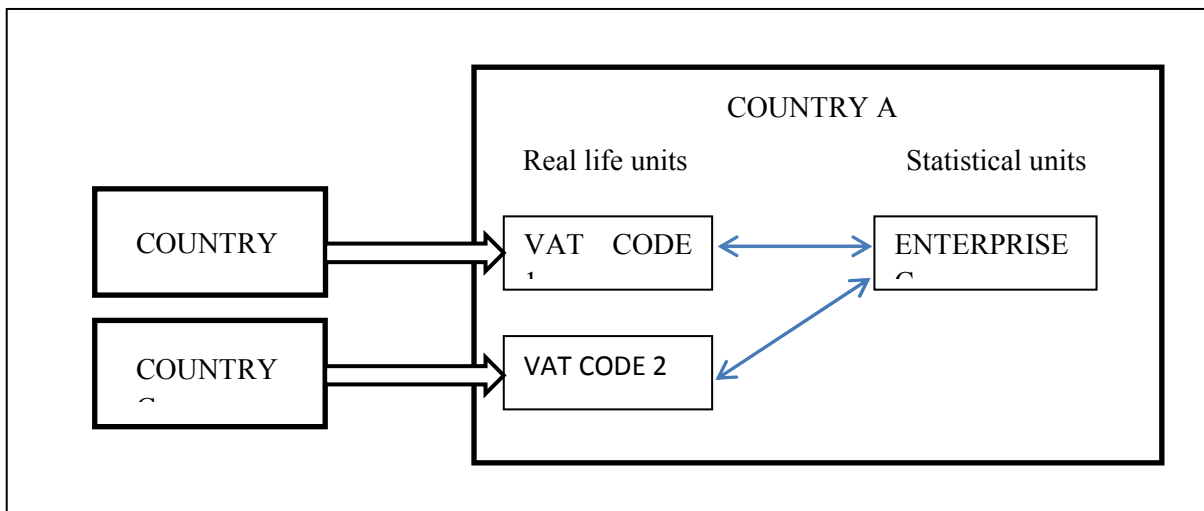 COUNTRY A
Real life units
Statistical units
COUNTRY
VAT CODE
ENTERPRISE
COUNTRY
VAT CODE 2